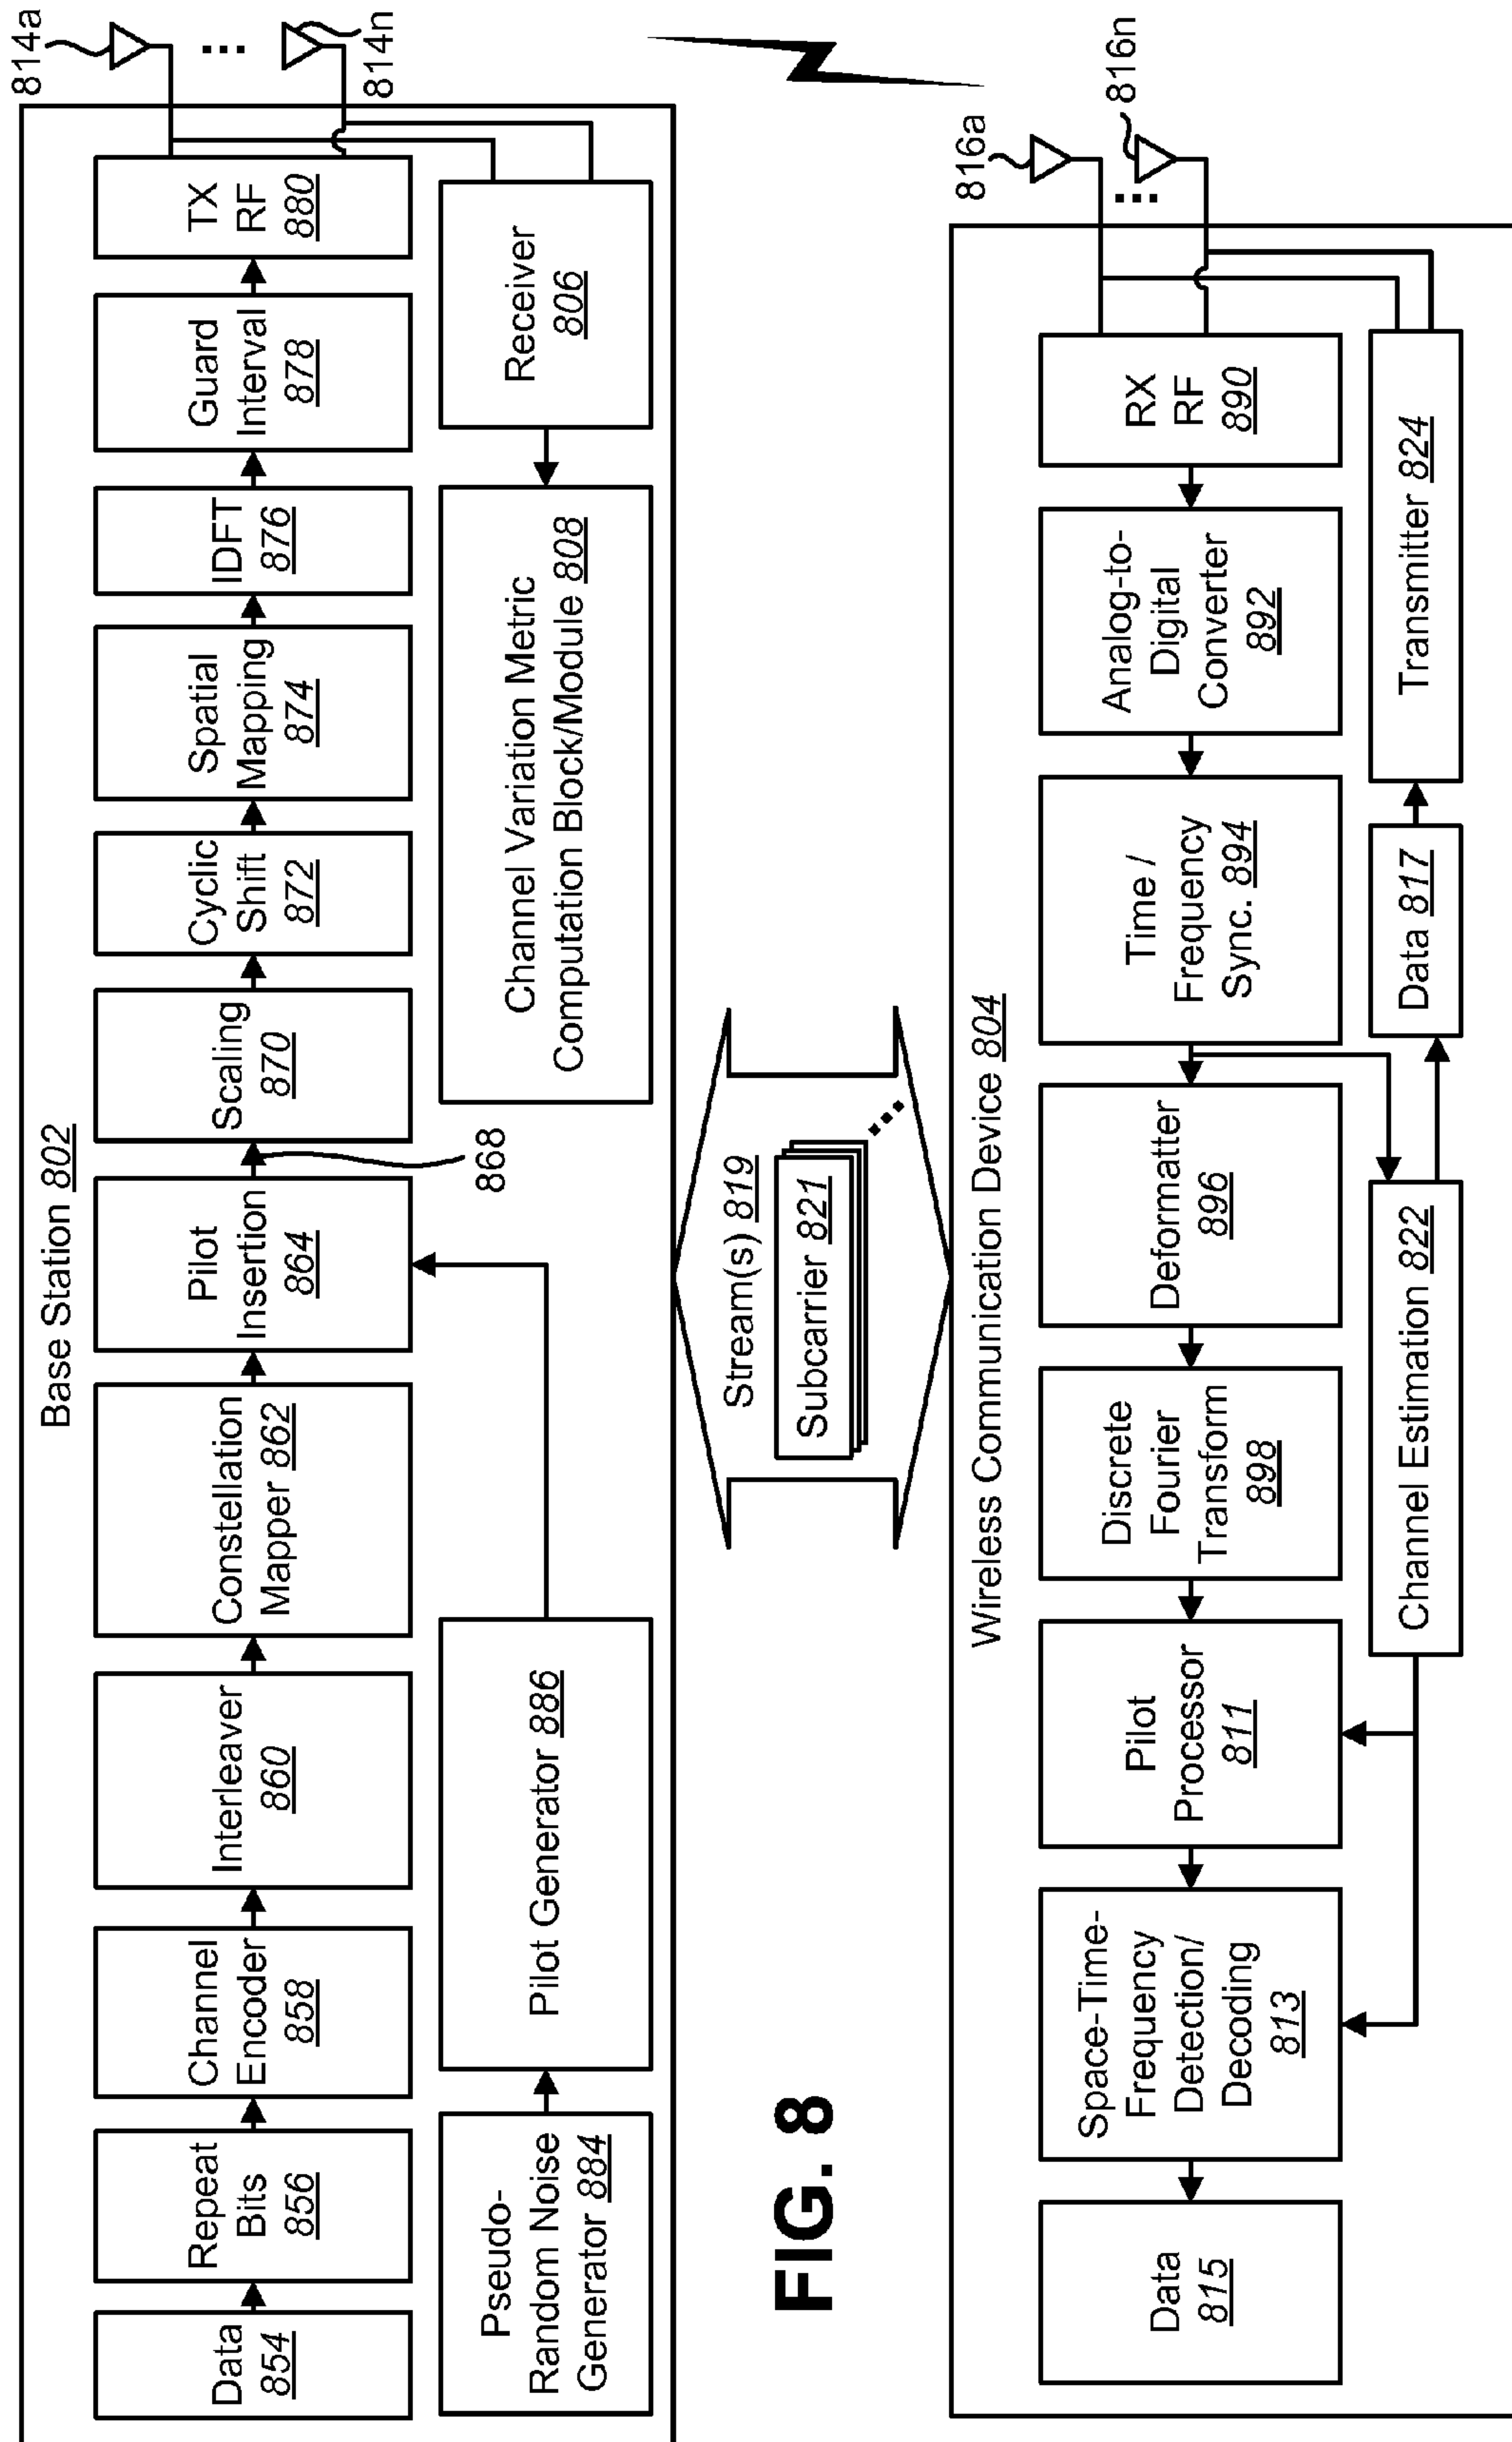 Base Station 802
Data
854
Repeat
Bits
856
Channel
Encoder
858
Interleaver
860
Constellation
Mapper 862
Pilot
Insertion
864
868
Scaling
870
Cyclic
Shift
872
Spatial
Mapping
874
IDFT
876
Guard
Interval
878
TX
RF
880
814a
...
814n
Pseudo-
Random Noise
Generator 884
Pilot Generator 886
Channel Variation Metric
Computation Block/Module 808
Receiver
806
Stream(s) 819
Subcarrier 821
...
FIG. 8
Wireless Communication Device 804
816a
...
816n
Data
815
Space-Time-
Frequency
Detection/
Decoding
813
Pilot
Processor
811
Discrete
Fourier
Transform
898
Deformatter
896
Time /
Frequency
Sync. 894
Analog-to-
Digital
Converter
892
RX
RF
890
Channel Estimation 822
Data 817
Transmitter 824